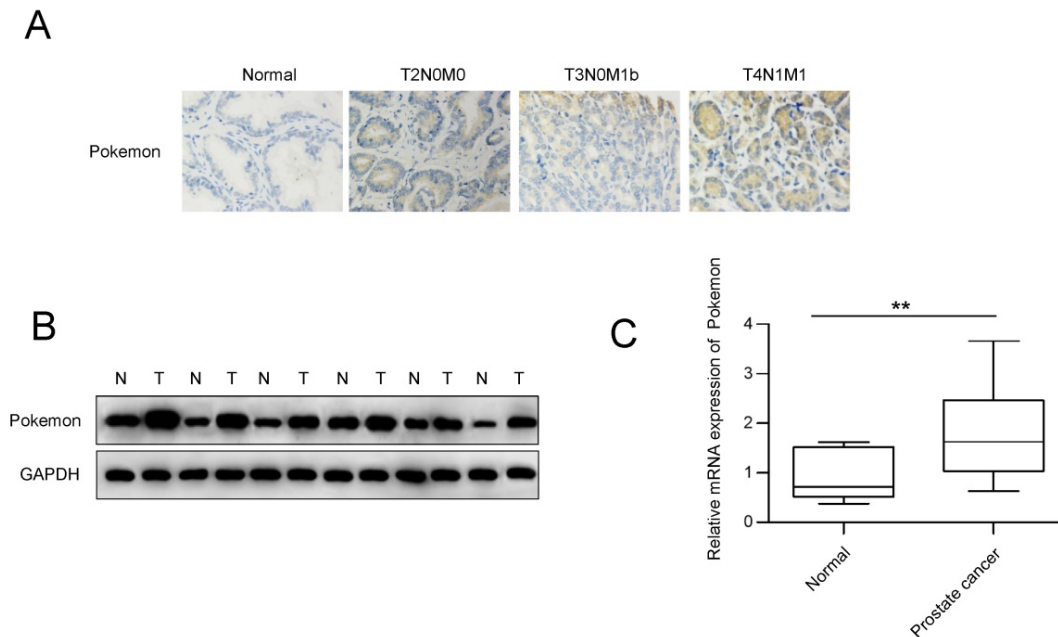 A
Normal T2N0M0 T3N0M1b T4N1M1
Pokemon
B
N T N T N T N T N T N T
Pokemon
GAPDH
C
Relative mRNA expression of Pokemon
**
4
3
2
1
0
Normal
Prostate cancer